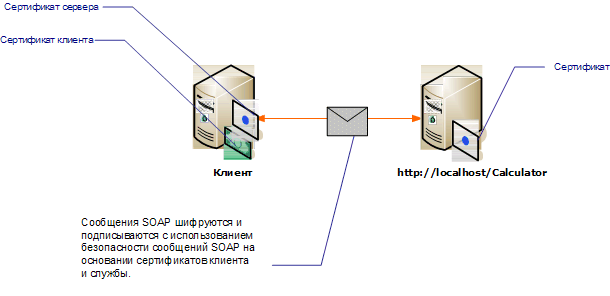 Сертификат сервера
Сертификат клиента
Сертификат
Клиент
http://localhost/Calculator
Сообщения SOAP шифруются и
подписываются с использованием
безопасности сообщений SOAP на
основании сертификатов клиента
и службы.